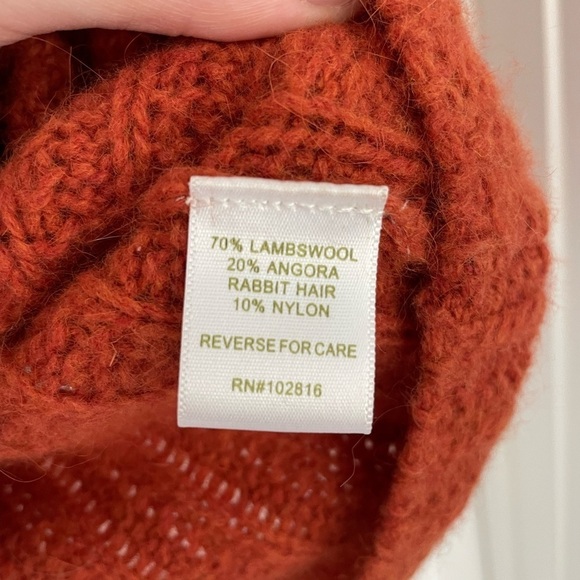 70% LAMBSWOOL
20% ANGORA
RABBIT HAIR
10% NYLON
REVERSE FOR CARE
RN#102816